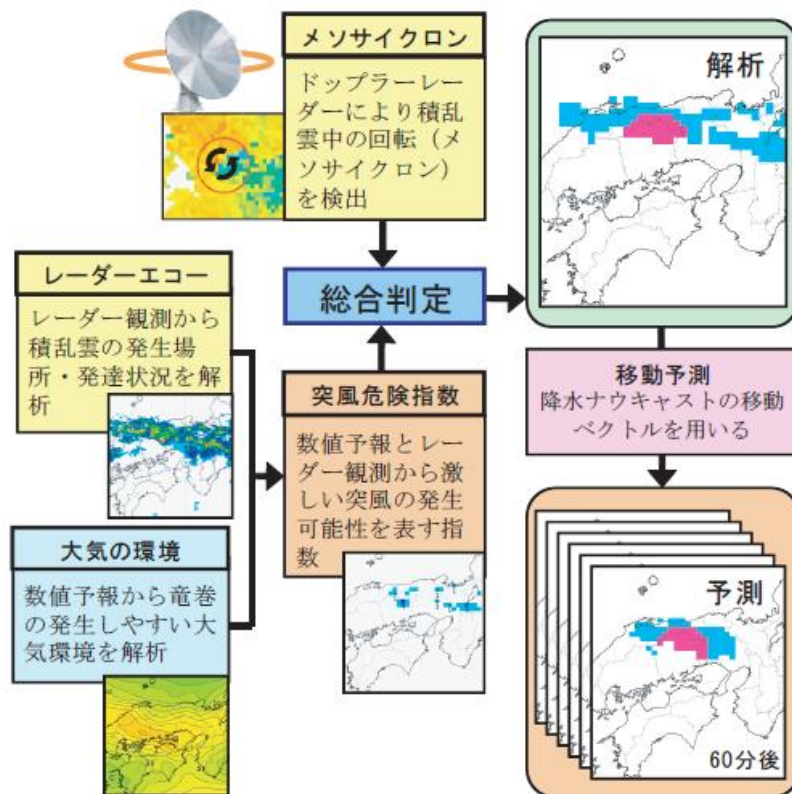 メソサイクロン
ドップラーレー
ダーにより積乱
雲中の回転（メ
ソサイクロン）
を検出
解析
レーダーエコー
レーダー観測から
積乱雲の発生場
所・発達状況を解
析
総合判定
突風危険指数
数値予報とレー
ダー観測から激
しい突風の発生
可能性を表す指
数
大気の環境
数値予報から竜巻
の発生しやすい大
気環境を解析
移動予測
降水ナウキャストの移動
ベクトルを用いる
予測
60分後